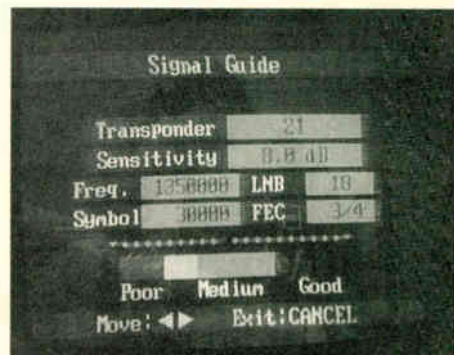 Signal Guide
Transponder 21
Sensitivity 8.0 dB
Freq. 1350000 LNB 18
Symbol 30000 FEC 3/4
Poor Medium Good
Move:◀▶ Exit:CANCEL